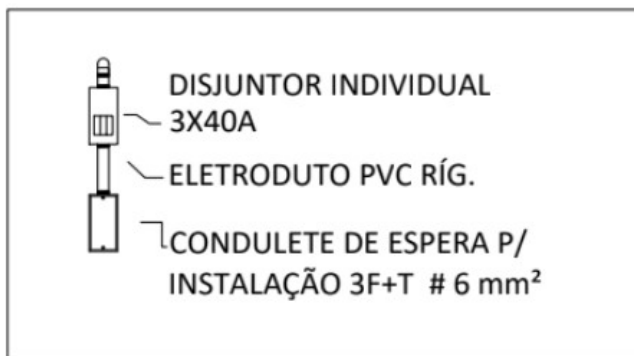 DISJUNTOR INDIVIDUAL
3X40A
ELETRODUTO PVC RÍG.
CONDULETE DE ESPERA P/
INSTALAÇÃO 3F+T # 6 mm²